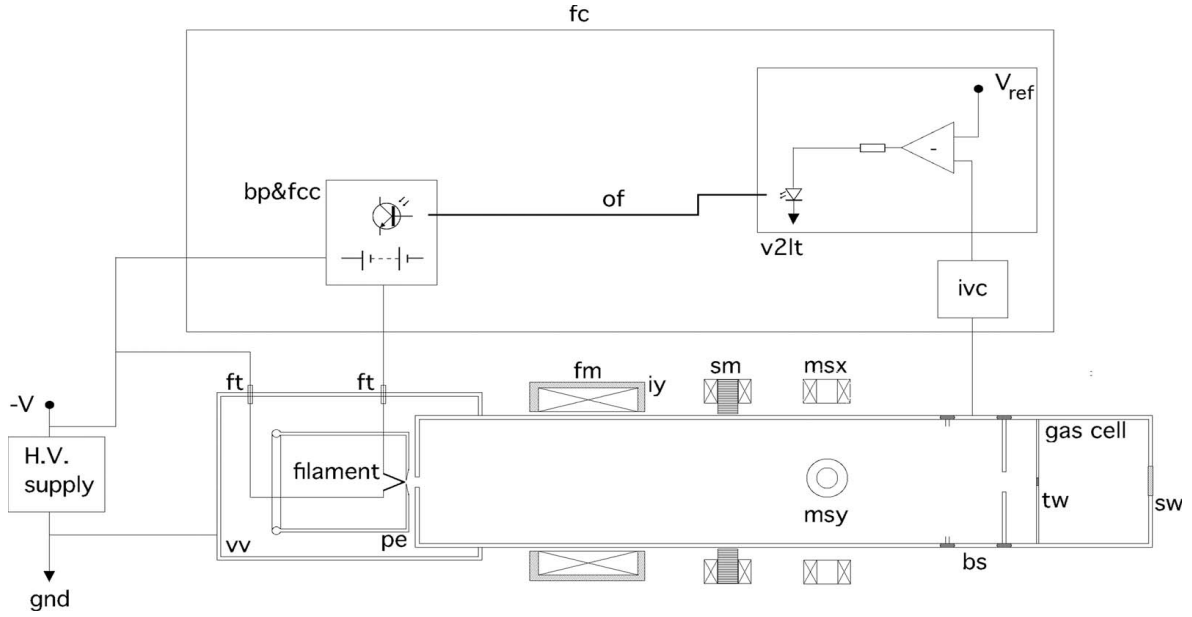 fc
V ref
-
bp&fcc
of
v2lt
ivc
ft
ft
fm
iy
sm
msx
-V
H.V.
supply
filament
gas cell
msy
tw
sw
vv
pe
bs
gnd